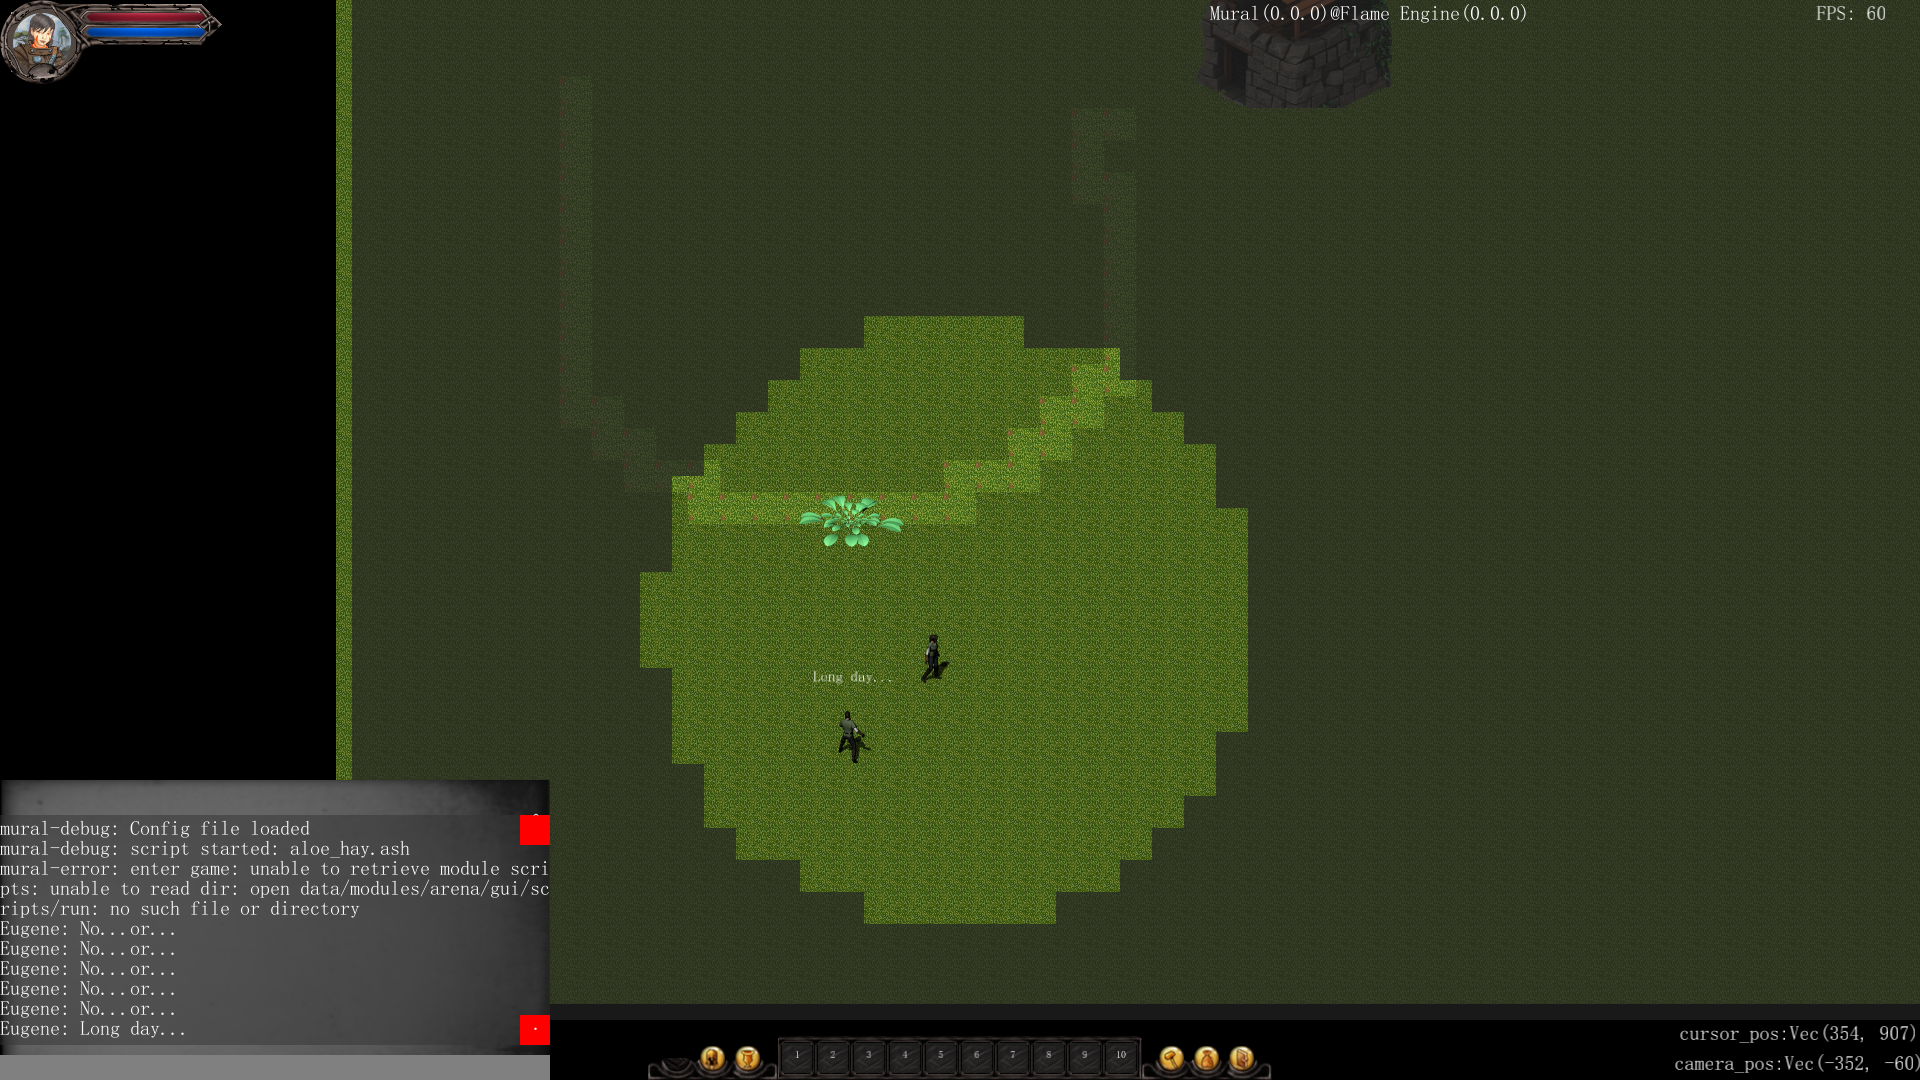 Mural(0.0.0)@Flame Engine(0.0.0)
FPS: 60
Long day...
mural-debug: Config file loaded
mural-debug: script started: aloe_hay.ash
mural-error: enter game: unable to retrieve module scri
pts: unable to read dir: open data/modules/arena/gui/sc
ripts/run: no such file or directory
Eugene: No...or...
Eugene: No...or...
Eugene: No...or...
Eugene: No...or...
Eugene: No...or...
Eugene: Long day...
1 2 3 4 5 6 7 8 9 10
cursor_pos:Vec(354, 907)
camera_pos:Vec(-352, -60)